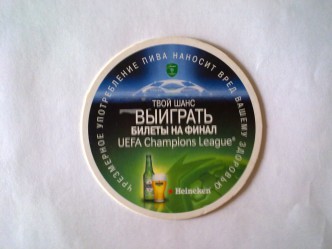 ЧРЕЗМЕРНОЕ УПОТРЕБЛЕНИЕ ПИВА НАНОСИТ ВРЕД ВАШЕМУ ЗДОРОВЬЮ
ТВОЙ ШАНС
ВЫИГРАТЬ
БИЛЕТЫ НА ФИНАЛ
UEFA Champions League®
Heineken